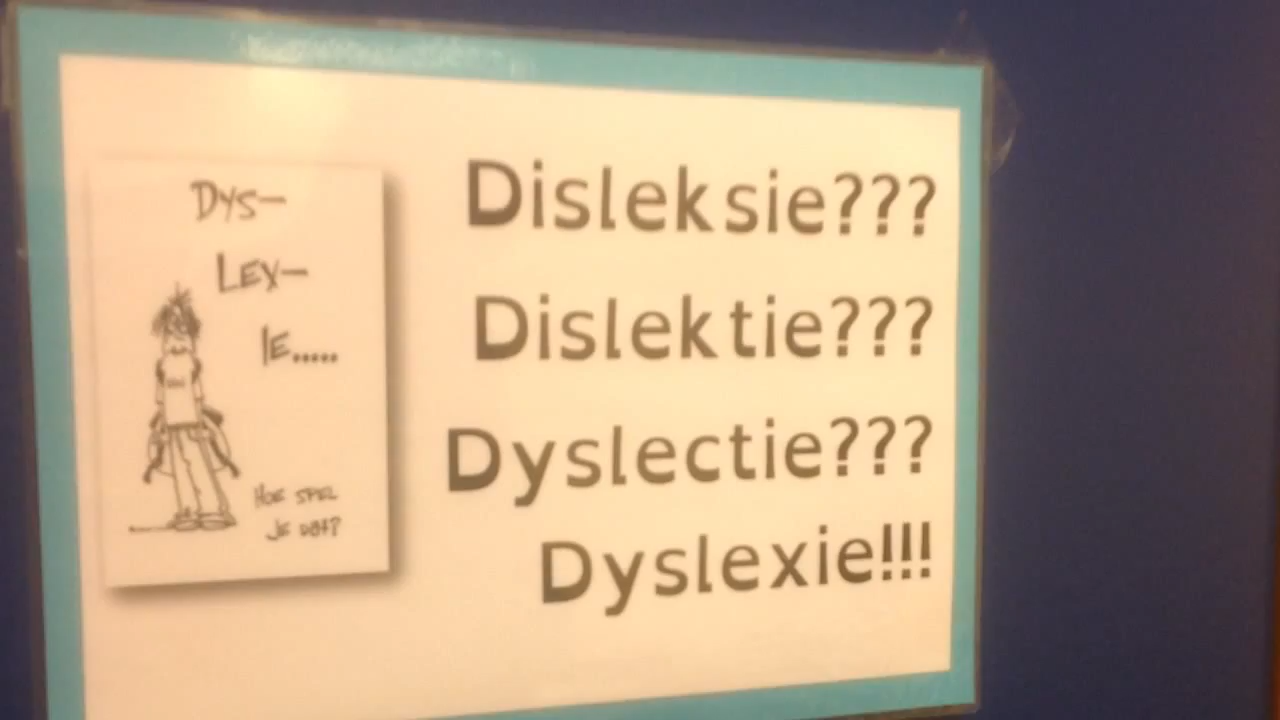 DYS-
LEX-
IE.....
HOE SPEL
JE DAT?
Disleksie???
Dislektie???
Dyslectie???
Dyslexie!!!